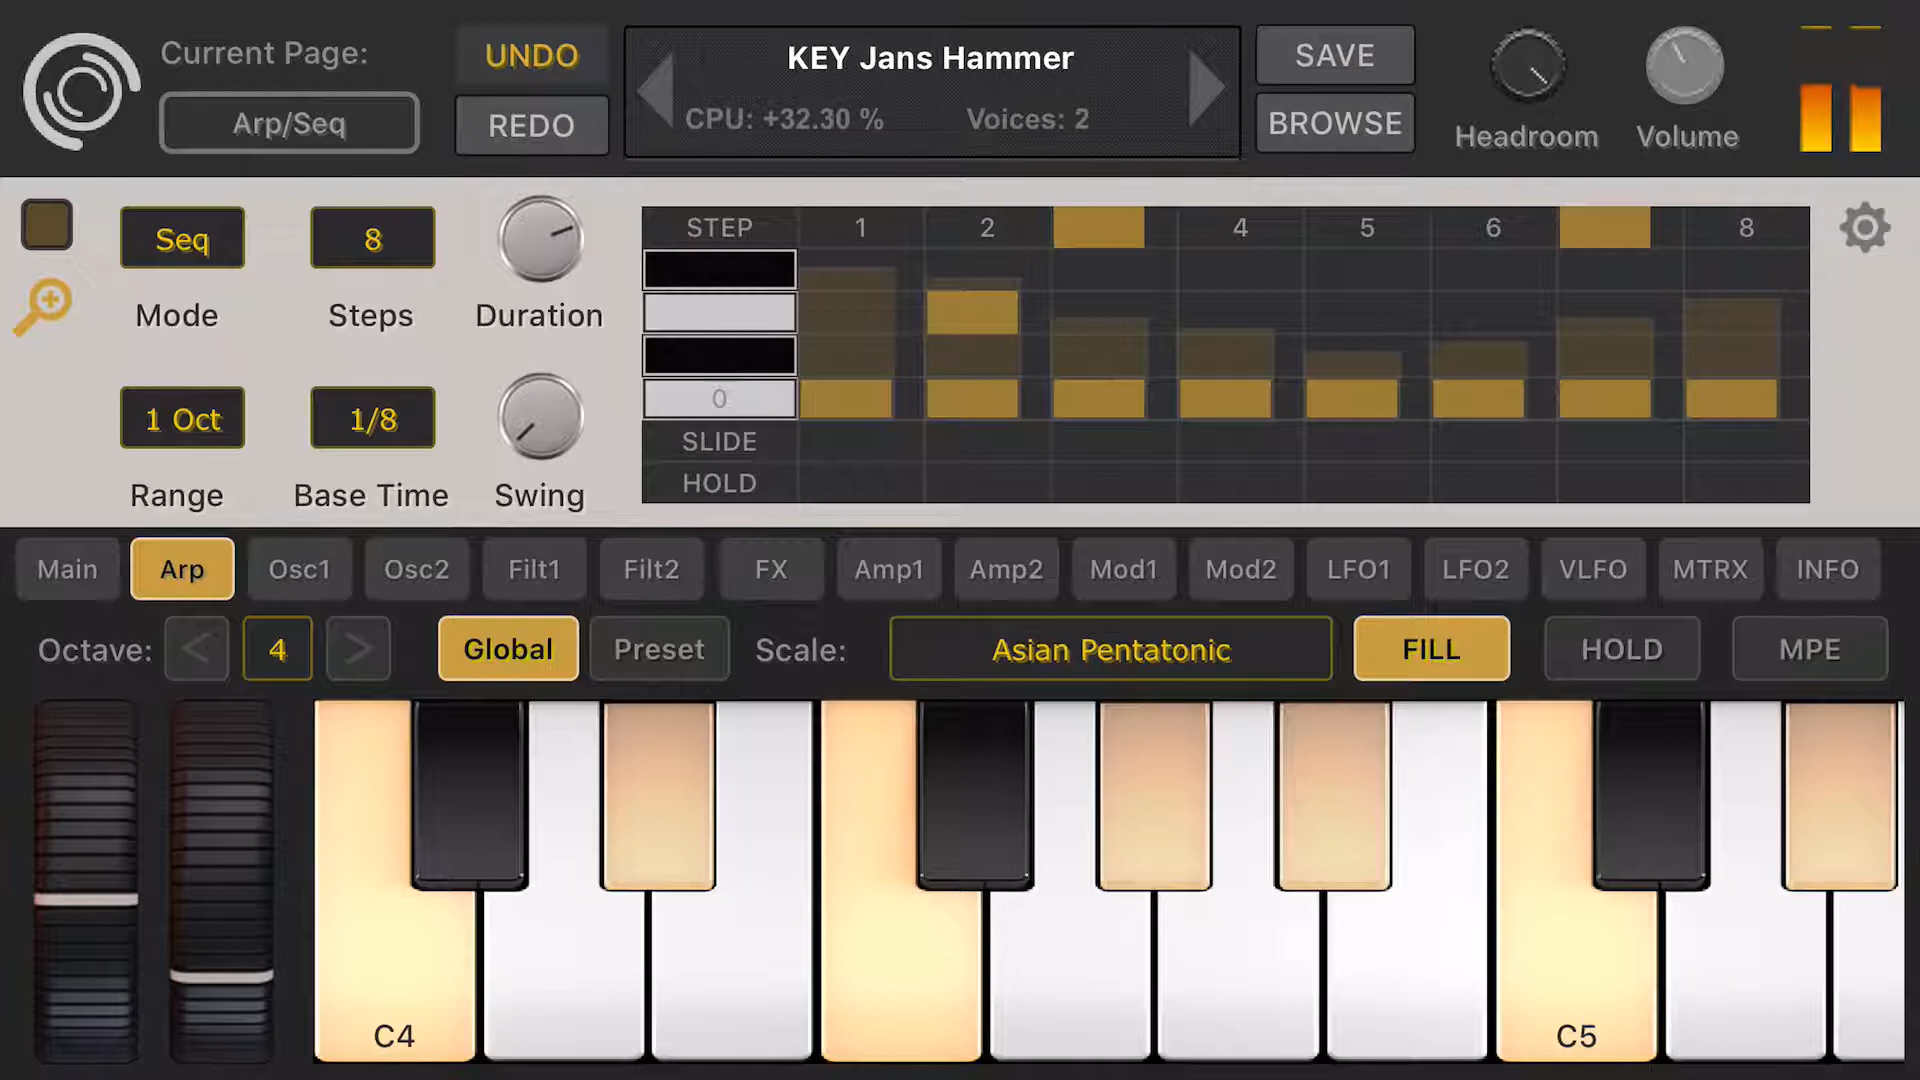 Current Page:
Arp/Seq
UNDO
REDO
KEY Jans Hammer
CPU: +32.30 %
Voices: 2
SAVE
BROWSE
Headroom
Volume
Seq
Mode
8
Steps
Duration
1 Oct
Range
1/8
Base Time
Swing
STEP 1 2 4 5 6 8
0
SLIDE
HOLD
Main Arp Osc1 Osc2 Filt1 Filt2 FX Amp1 Amp2 Mod1 Mod2 LFO1 LFO2 VLFO MTRX INFO
Octave: < 4 > Global Preset Scale: Asian Pentatonic FILL HOLD MPE
C4 C5